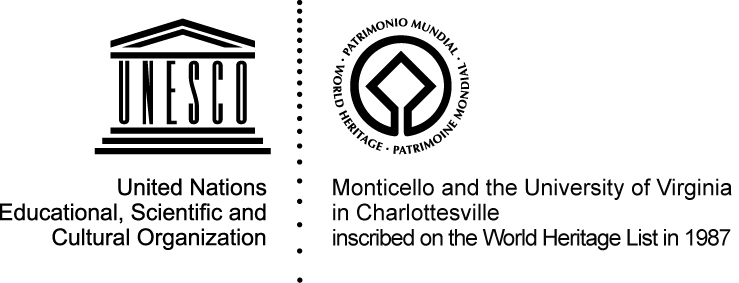 UNESCO
United Nations
Educational, Scientific and
Cultural Organization
WORLD HERITAGE · PATRIMONIO MUNDIAL · PATRIMOINE MONDIAL ·
Monticello and the University of Virginia
in Charlottesville
inscribed on the World Heritage List in 1987